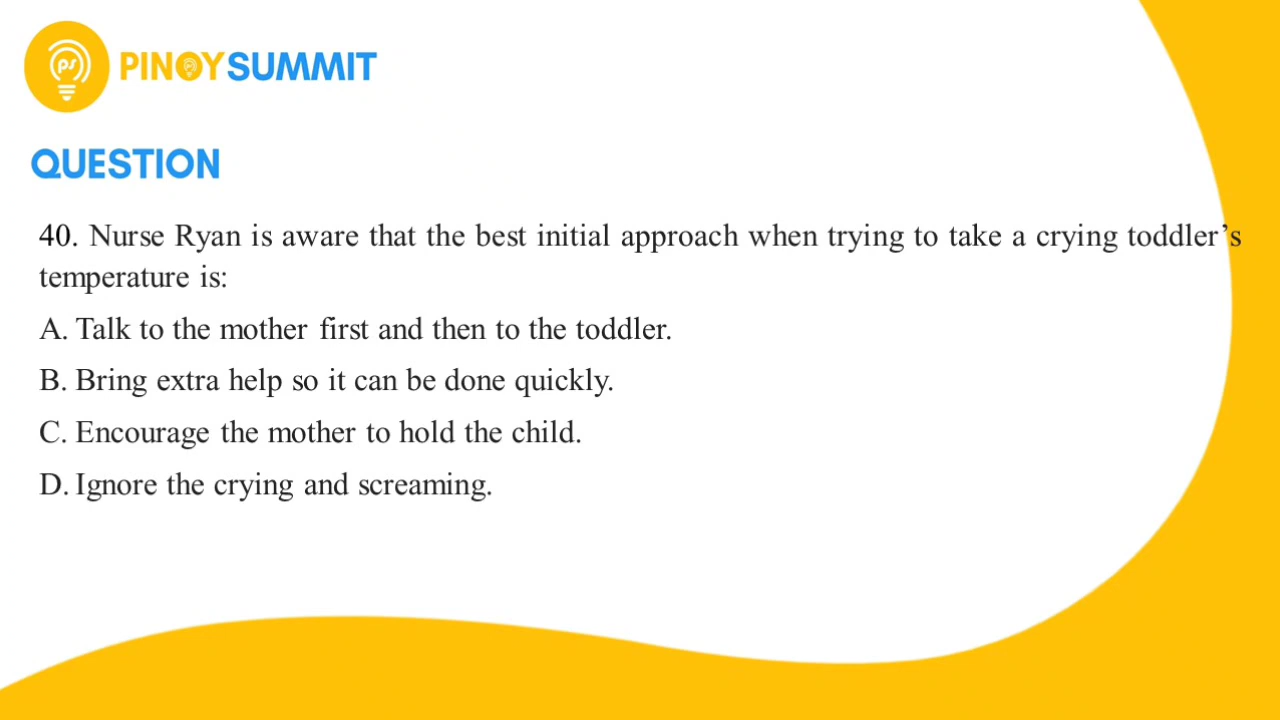 PINOYSUMMIT
QUESTION
40. Nurse Ryan is aware that the best initial approach when trying to take a crying toddler’s
temperature is:
A. Talk to the mother first and then to the toddler.
B. Bring extra help so it can be done quickly.
C. Encourage the mother to hold the child.
D. Ignore the crying and screaming.